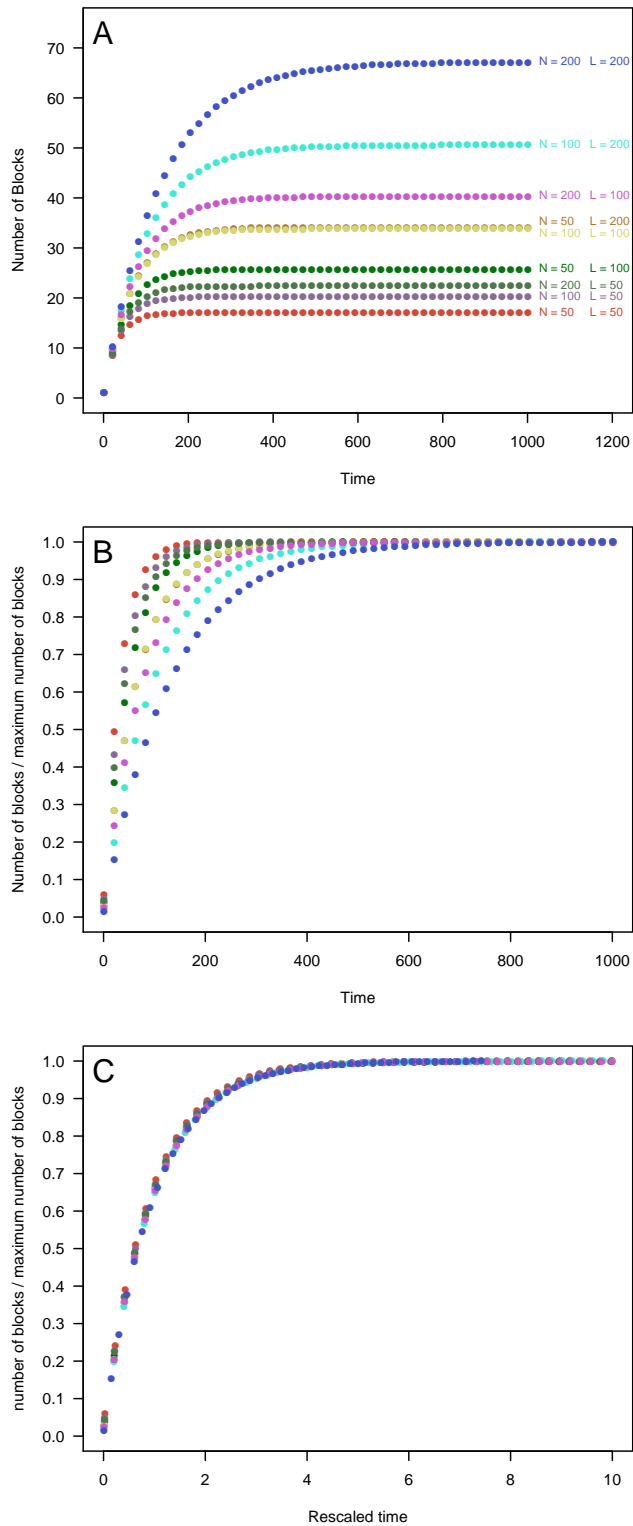 A
Number of Blocks
70
60
50
40
30
20
10
0
N = 200 L = 200
N = 100 L = 200
N = 200 L = 100
N = 50 L = 200
N = 100 L = 100
N = 50 L = 100
N = 200 L = 50
N = 100 L = 50
N = 50 L = 50
0 200 400 600 800 1000 1200
Time
B
Number of blocks / maximum number of blocks
1.0
0.9
0.8
0.7
0.6
0.5
0.4
0.3
0.2
0.1
0.0
0 200 400 600 800 1000
Time
C
number of blocks / maximum number of blocks
1.0
0.9
0.8
0.7
0.6
0.5
0.4
0.3
0.2
0.1
0.0
0 2 4 6 8 10
Rescaled time